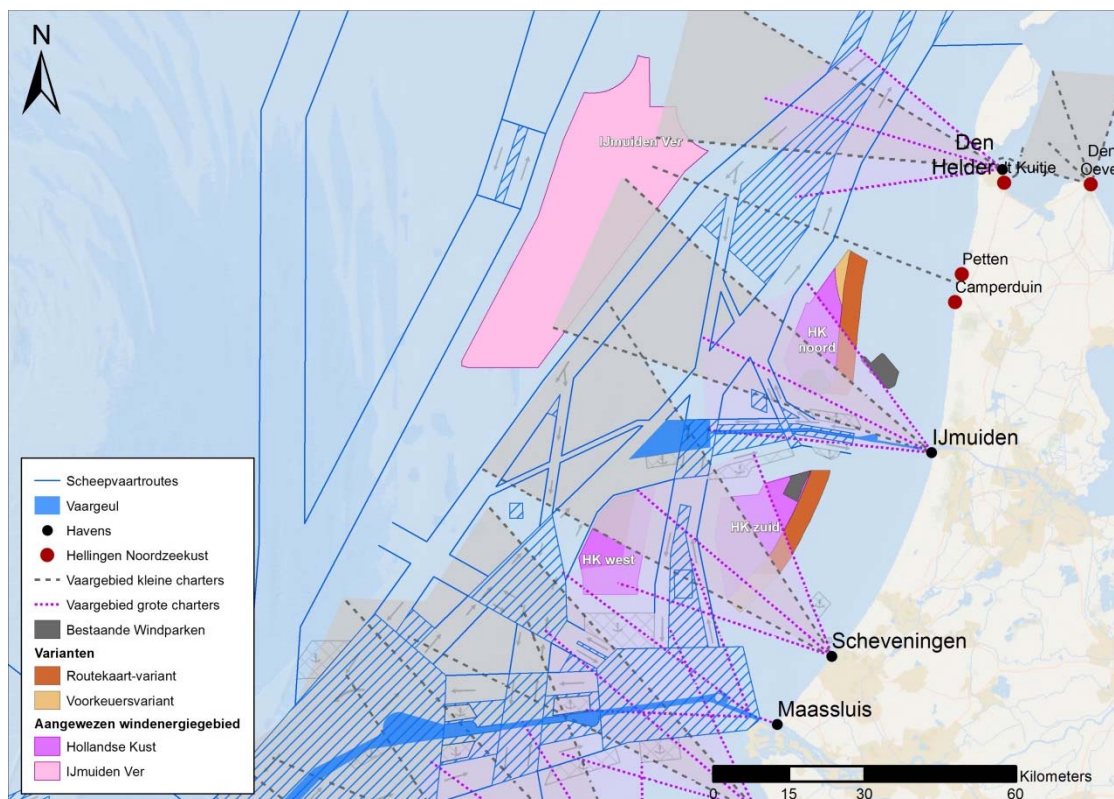 N
IJmuiden Ver
Den
Helder
t Kuitje
Den
Oeve
Petten
Camperduin
HK
noord
IJmuiden
HK zuid
HK west
Scheveningen
Maassluis
Scheepvaartroutes
Vaargeul
Havens
Hellingen Noordzeekust
Vaargebied kleine charters
Vaargebied grote charters
Bestaande Windparken
Varianten
Routekaart-variant
Voorkeuersvariant
Aangewezen windenergiegebied
Hollandse Kust
IJmuiden Ver
Kilometers
0 15 30 60